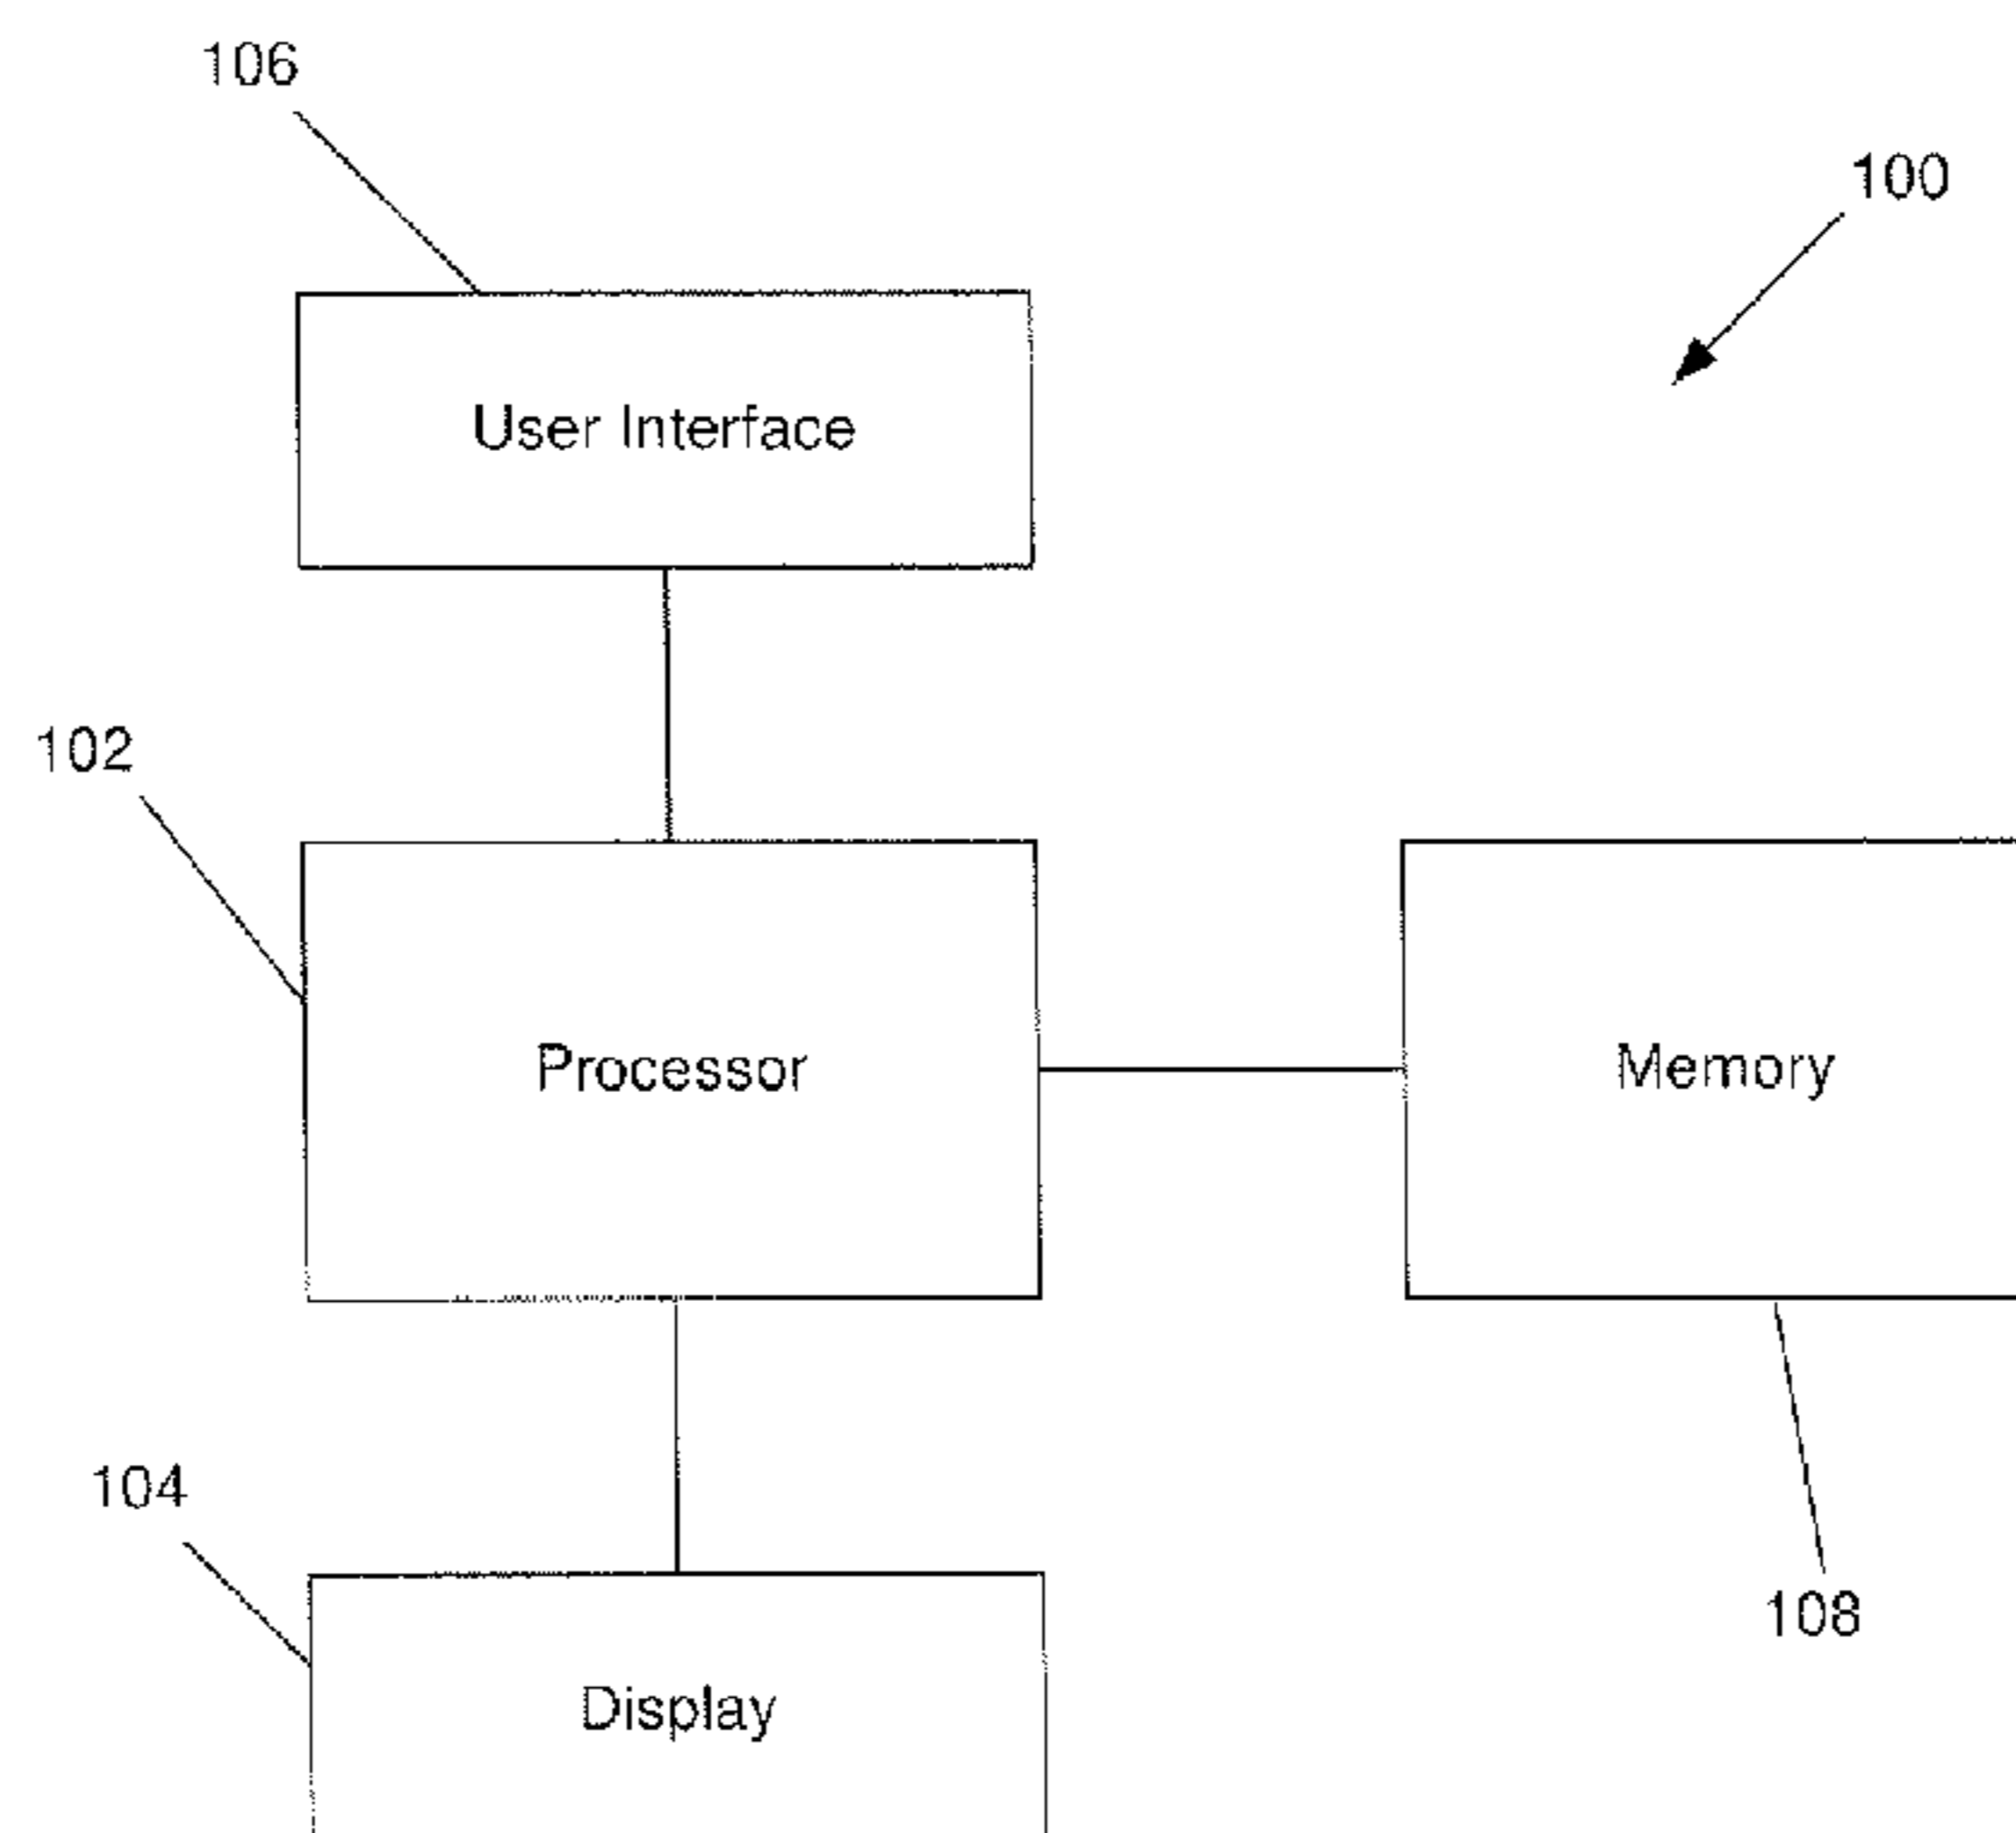 106
100
User Interface
102
Processor
Memory
104
108
Display